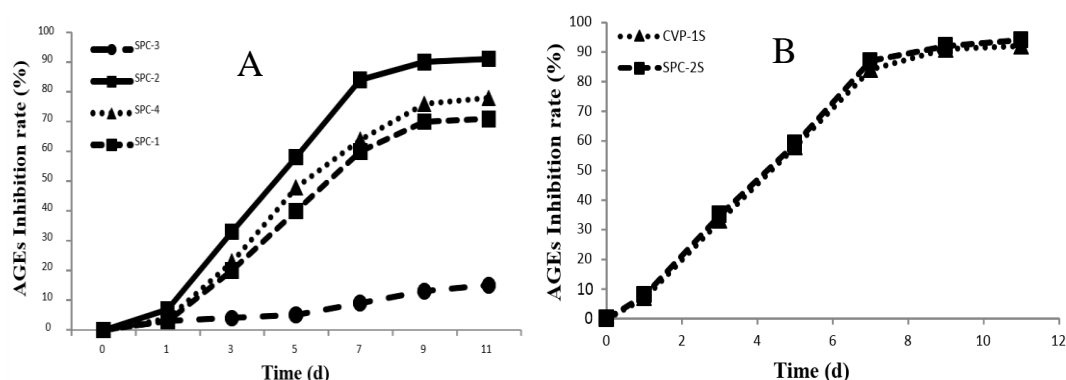 A
SPC-3
SPC-2
SPC-4
SPC-1
AGEs Inhibition rate (%)
100
90
80
70
60
50
40
30
20
10
0
0 1 3 5 7 9 11
Time (d)
B
CVP-1S
SPC-2S
AGEs Inhibition rate (%)
100
90
80
70
60
50
40
30
20
10
0
0 2 4 6 8 10 12
Time (d)